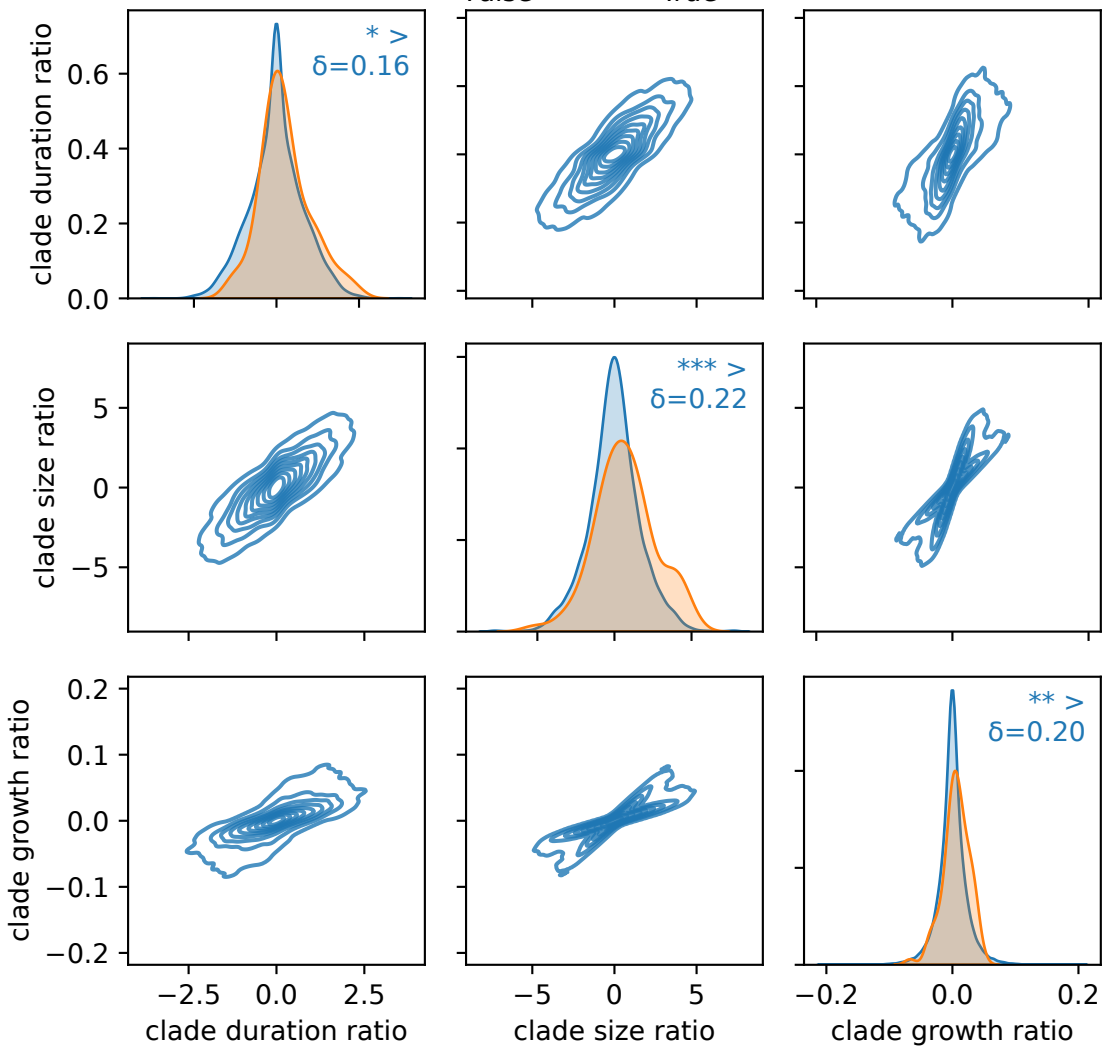 * >
δ=0.16
clade duration ratio
0.6
0.4
0.2
0.0
*** >
δ=0.22
clade size ratio
5
0
−5
** >
δ=0.20
clade growth ratio
0.2
0.1
0.0
−0.1
−0.2
−2.5 0.0 2.5
−5 0 5
−0.2 0.0 0.2
clade duration ratio
clade size ratio
clade growth ratio